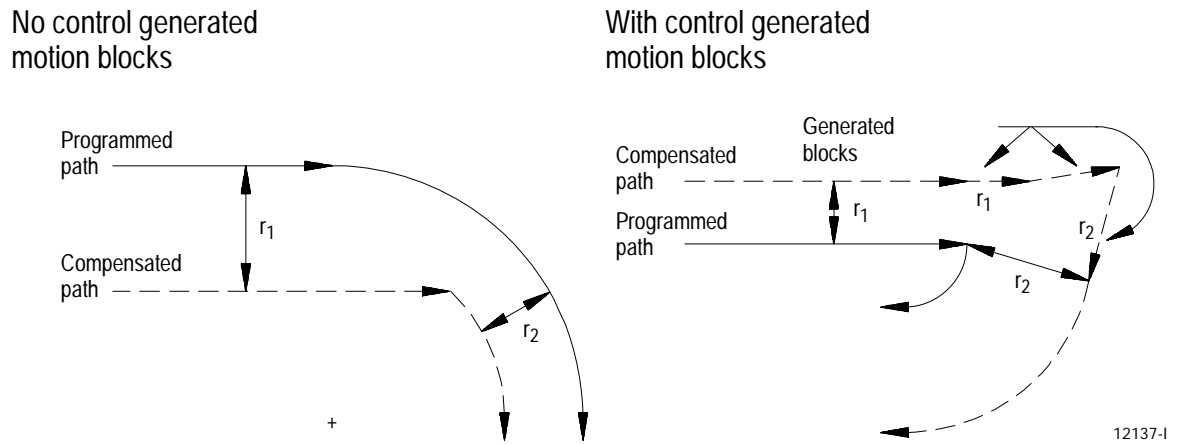 No control generated
motion blocks
Programmed
path
r1
Compensated
path
r2
+
With control generated
motion blocks
Generated
blocks
Compensated
path
r1
r1
Programmed
path
r2
r2
12137-I